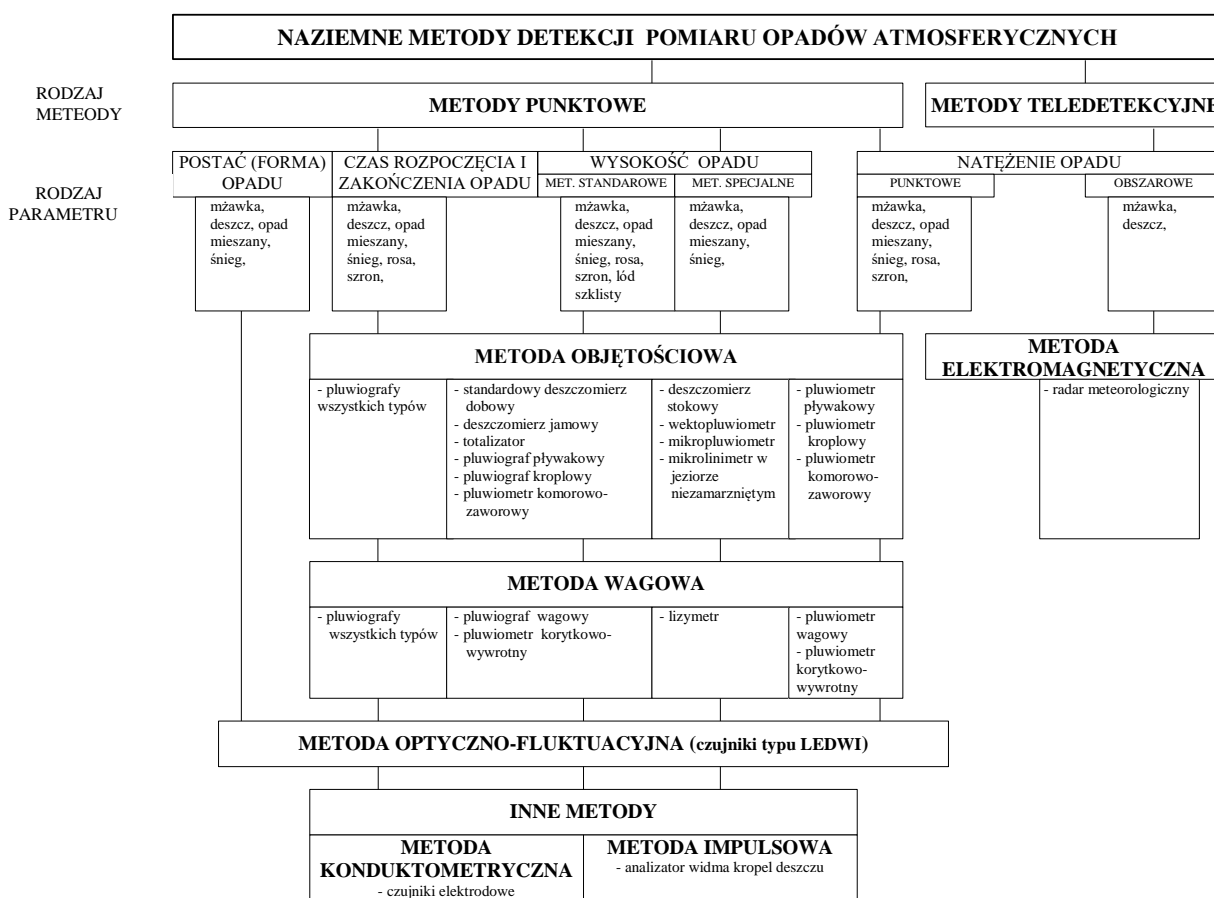 NAZIEMNE METODY DETEKCJI POMIARU OPADÓW ATMOSFERYCZNYCH
RODZAJ
METEODY
METODY PUNKTOWE
METODY TELEDETEKCYJNE
RODZAJ
PARAMETRU
POSTAĆ (FORMA)
OPADU
CZAS ROZPOCZĘCIA I
ZAKOŃCZENIA OPADU
WYSOKOŚĆ OPADU
MET. STANDAROWE
MET. SPECJALNE
NATĘŻENIE OPADU
PUNKTOWE
OBSZAROWE
mżawka,
deszcz, opad
mieszany,
śnieg,
mżawka,
deszcz, opad
mieszany,
śnieg, rosa,
szron,
mżawka,
deszcz, opad
mieszany,
śnieg, rosa,
szron, lód
szklisty
mżawka,
deszcz, opad
mieszany,
śnieg,
mżawka,
deszcz, opad
mieszany,
śnieg, rosa,
szron,
mżawka,
deszcz,
METODA OBJĘTOŚCIOWA
- pluwiografy
wszystkich typów
- standardowy deszczomierz
dobowy
- deszczomierz jamowy
- totalizator
- pluwiograf pływakowy
- pluwiograf kroplowy
- pluwiometr komorowo-
zaworowy
- deszczomierz
stokowy
- wektopluwiometr
- mikropluwiometr
- mikrolinimetr w
jeziorze
niezamarzniętym
- pluwiometr
pływakowy
- pluwiometr
kroplowy
- pluwiometr
komorowo-
zaworowy
METODA
ELEKTROMAGNETYCZNA
- radar meteorologiczny
METODA WAGOWA
- pluwiografy
wszystkich typów
- pluwiograf wagowy
- pluwiometr korytkowo-
wywrotny
- lizymetr
- pluwiometr
wagowy
- pluwiometr
korytkowo-
wywrotny
METODA OPTYCZNO-FLUKTUACYJNA (czujniki typu LEDWI)
INNE METODY
METODA
KONDUKTOMETRYCZNA
- czujniki elektrodowe
METODA IMPULSOWA
- analizator widma kropel deszczu